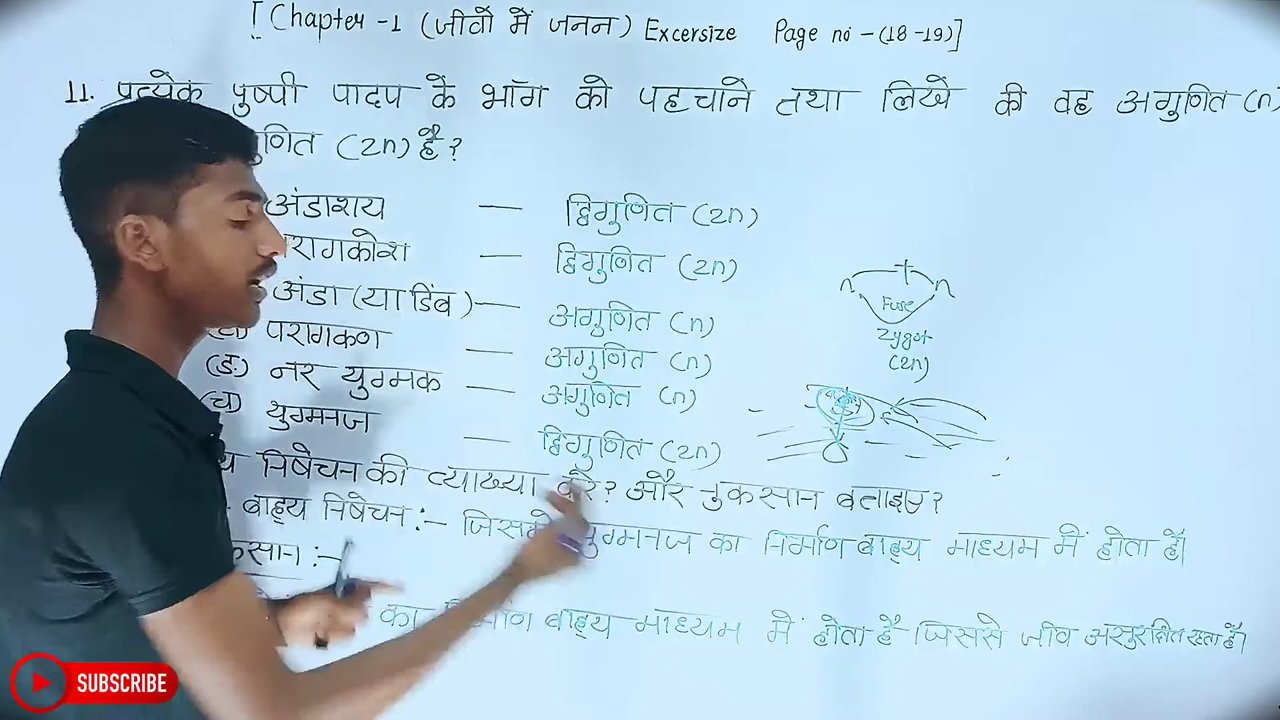 [ Chapter -1 (जीवों में जनन) Excersize Page no - (18-19)]
11. प्रत्येक पुष्पी पादप के भाग को पहचाने तथा लिखें की वह अगुणित (n)
गुणित (2n) है?
अंडाशय — द्विगुणित (2n)
परागकोश — द्विगुणित (2n)
अंडा (या डिंब) — अगुणित (n)
(घ) परागकण — अगुणित (n)
(ङ) नर युग्मक — अगुणित (n)
(च) युग्मनज — द्विगुणित (2n)
n + n
Fuse
zygot
(2n)
निषेचन की व्याख्या करे? और नुकसान बताइए?
बाह्य निषेचन :- जिसमें युग्मनज का निर्माण बाह्य माध्यम में होता है।
कसान :-
का निर्माण बाह्य माध्यम में होता है जिससे जीव असुरक्षित रहता है।
SUBSCRIBE